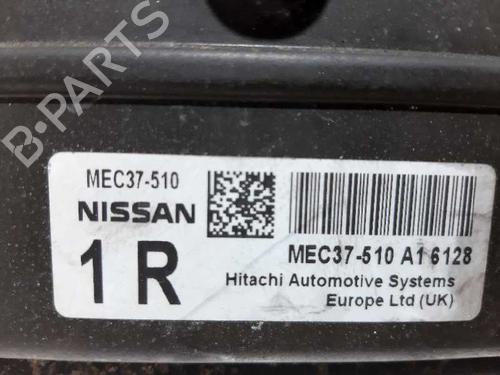 B-PARTS
MEC37-510
NISSAN
1 R
MEC37-510 A1 6128
Hitachi Automotive Systems
Europe Ltd (UK)